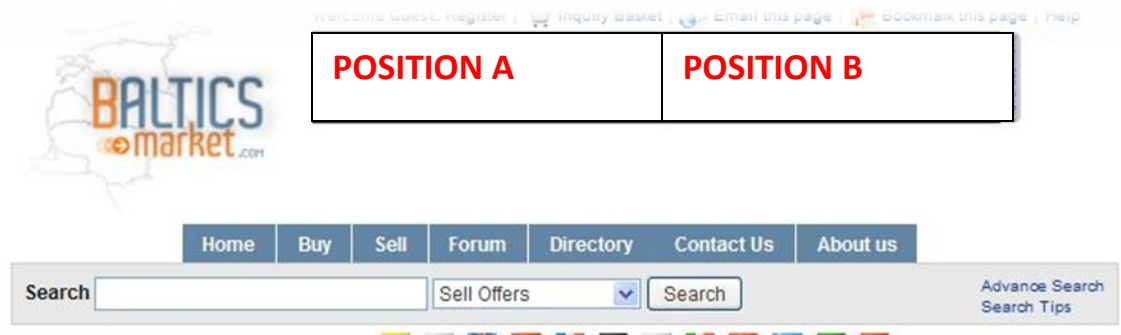 Welcome Guest, Register | Inquiry Basket | Email this page | Bookmark this page | Help
POSITION A POSITION B
BALTICS
market.com
Home Buy Sell Forum Directory Contact Us About us
Search Sell Offers Search Advance Search
Search Tips